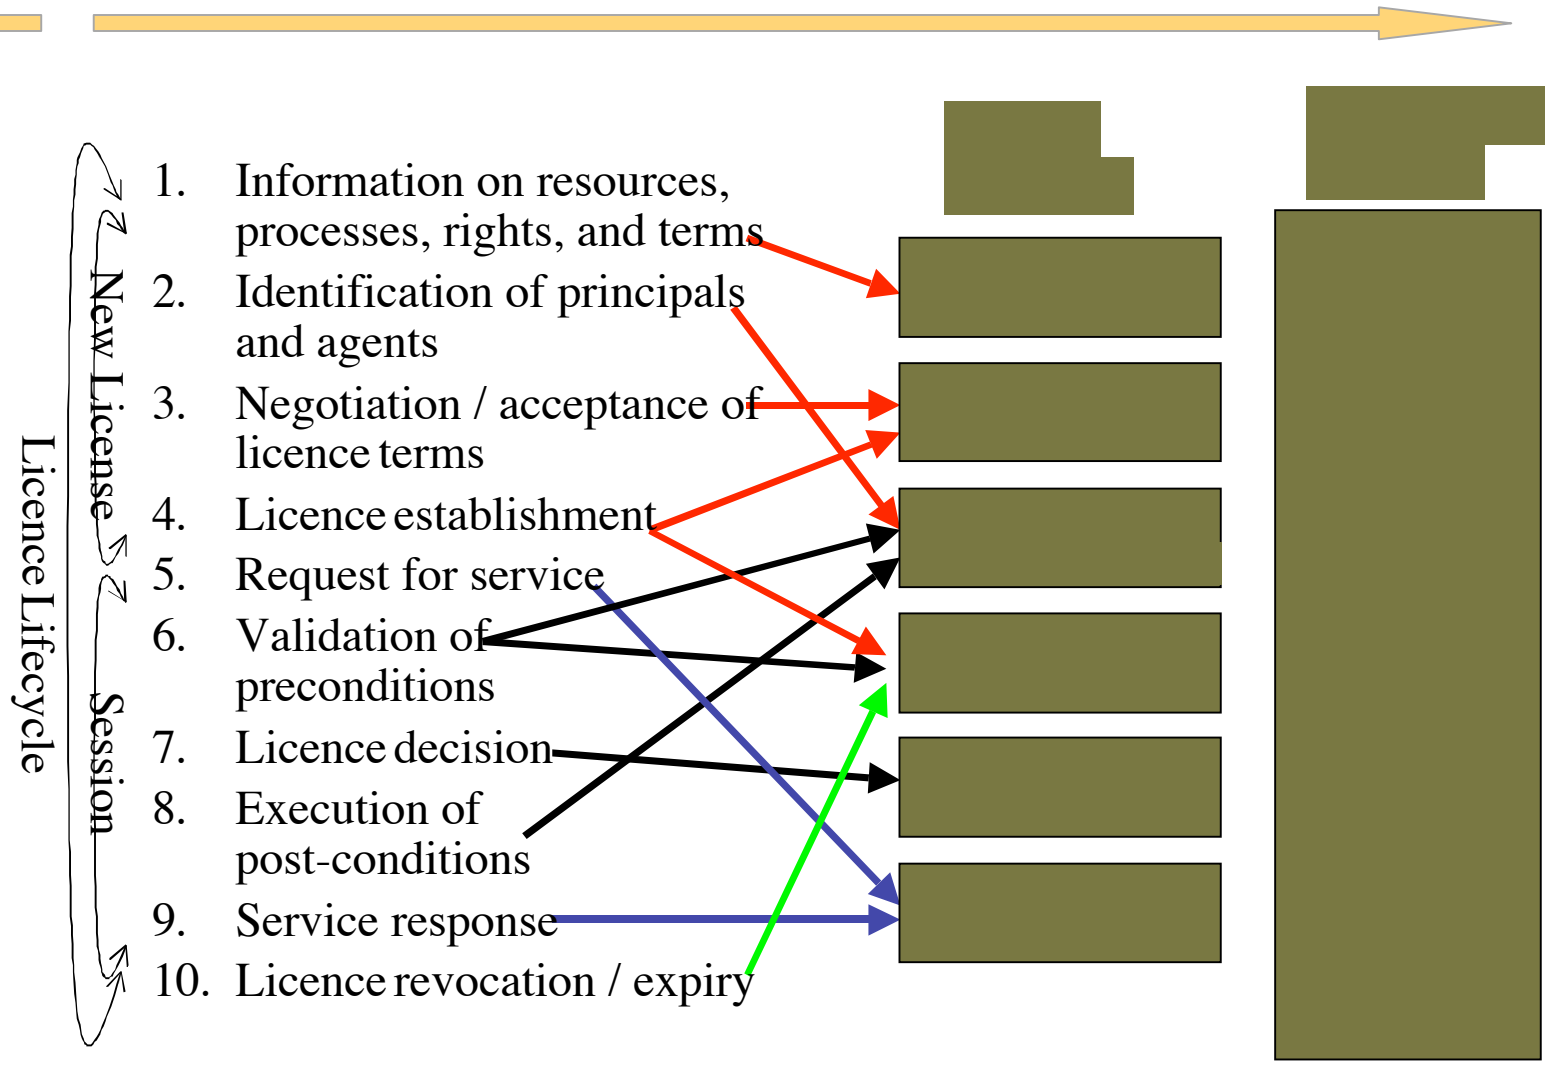 1. Information on resources,
processes, rights, and terms
2. Identification of principals
and agents
3. Negotiation / acceptance of
licence terms
4. Licence establishment
5. Request for service
6. Validation of
preconditions
7. Licence decision
8. Execution of
post-conditions
9. Service response
10. Licence revocation / expiry
New License
Session
Licence Lifecycle